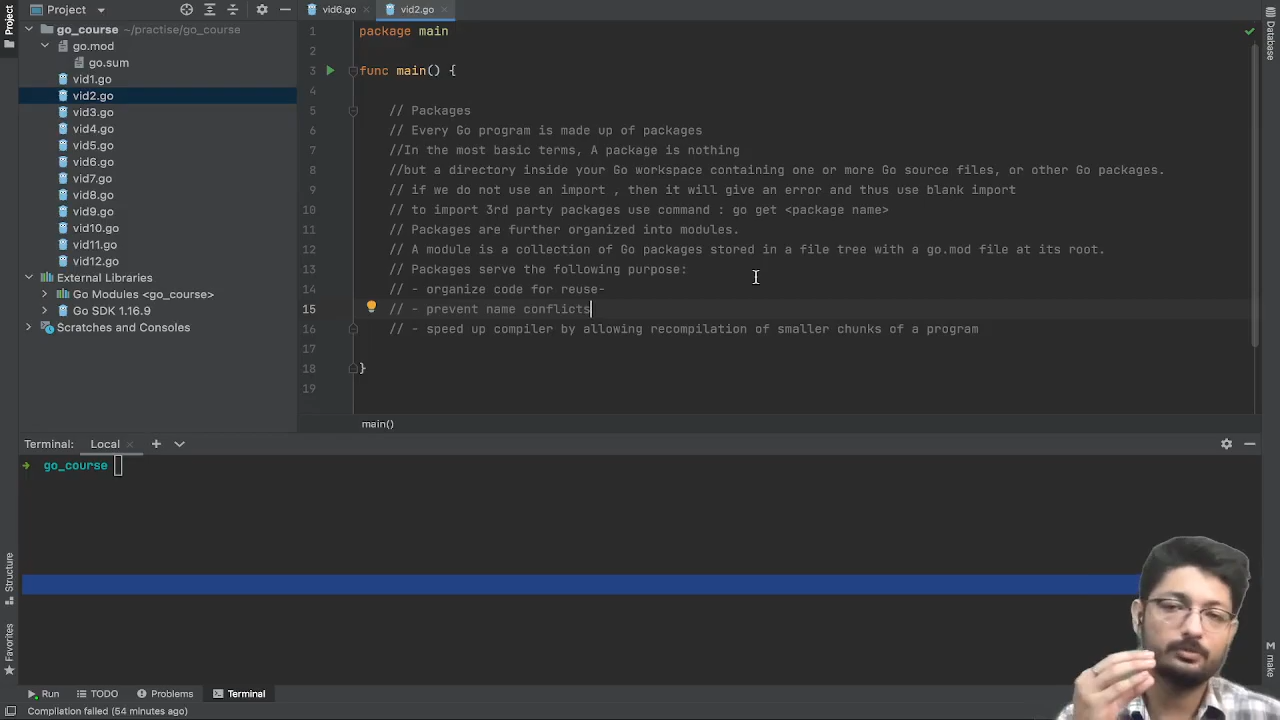 Project
vid6.go
vid2.go
go_course ~/practise/go_course
go.mod
go.sum
vid1.go
vid2.go
vid3.go
vid4.go
vid5.go
vid6.go
vid7.go
vid8.go
vid9.go
vid10.go
vid11.go
vid12.go
External Libraries
Go Modules <go_course>
Go SDK 1.16.9
Scratches and Consoles
1 package main
2
3 func main() {
4
5 // Packages
6 // Every Go program is made up of packages
7 //In the most basic terms, A package is nothing
8 //but a directory inside your Go workspace containing one or more Go source files, or other Go packages.
9 // if we do not use an import , then it will give an error and thus use blank import
10 // to import 3rd party packages use command : go get <package name>
11 // Packages are further organized into modules.
12 // A module is a collection of Go packages stored in a file tree with a go.mod file at its root.
13 // Packages serve the following purpose:
14 // - organize code for reuse-
15 // - prevent name conflicts
16 // - speed up compiler by allowing recompilation of smaller chunks of a program
17
18 }
19
main()
Terminal: Local
go_course
Run
TODO
Problems
Terminal
Compilation failed (54 minutes ago)
Project
Structure
Favorites
Database
make